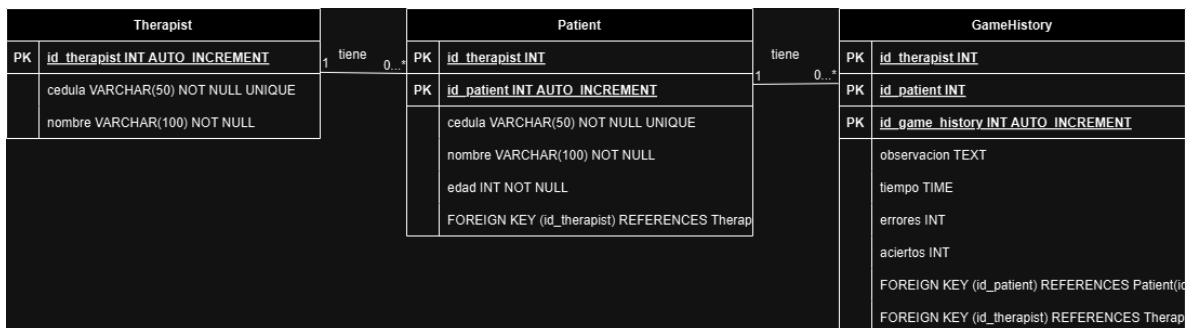 Therapist
PK id_therapist INT AUTO_INCREMENT
cedula VARCHAR(50) NOT NULL UNIQUE
nombre VARCHAR(100) NOT NULL
tiene
1
0...*
Patient
PK id_therapist INT
PK id_patient INT AUTO_INCREMENT
cedula VARCHAR(50) NOT NULL UNIQUE
nombre VARCHAR(100) NOT NULL
edad INT NOT NULL
FOREIGN KEY (id_therapist) REFERENCES Therap
tiene
1
0...*
GameHistory
PK id_therapist INT
PK id_patient INT
PK id_game_history INT AUTO_INCREMENT
observacion TEXT
tiempo TIME
errores INT
aciertos INT
FOREIGN KEY (id_patient) REFERENCES Patient(id
FOREIGN KEY (id_therapist) REFERENCES Therap